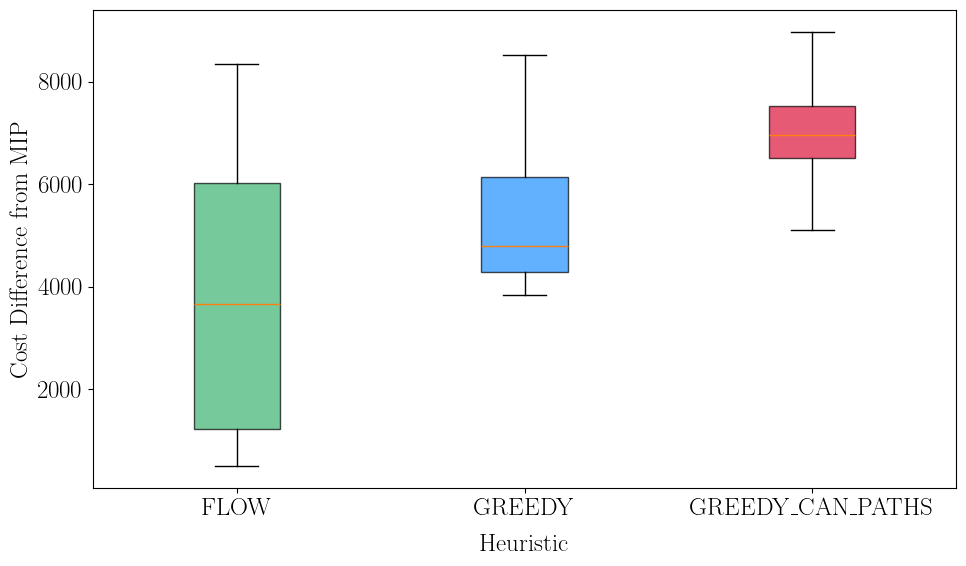 Cost Difference from MIP
8000
6000
4000
2000
FLOW
GREEDY
GREEDY_CAN_PATHS
Heuristic